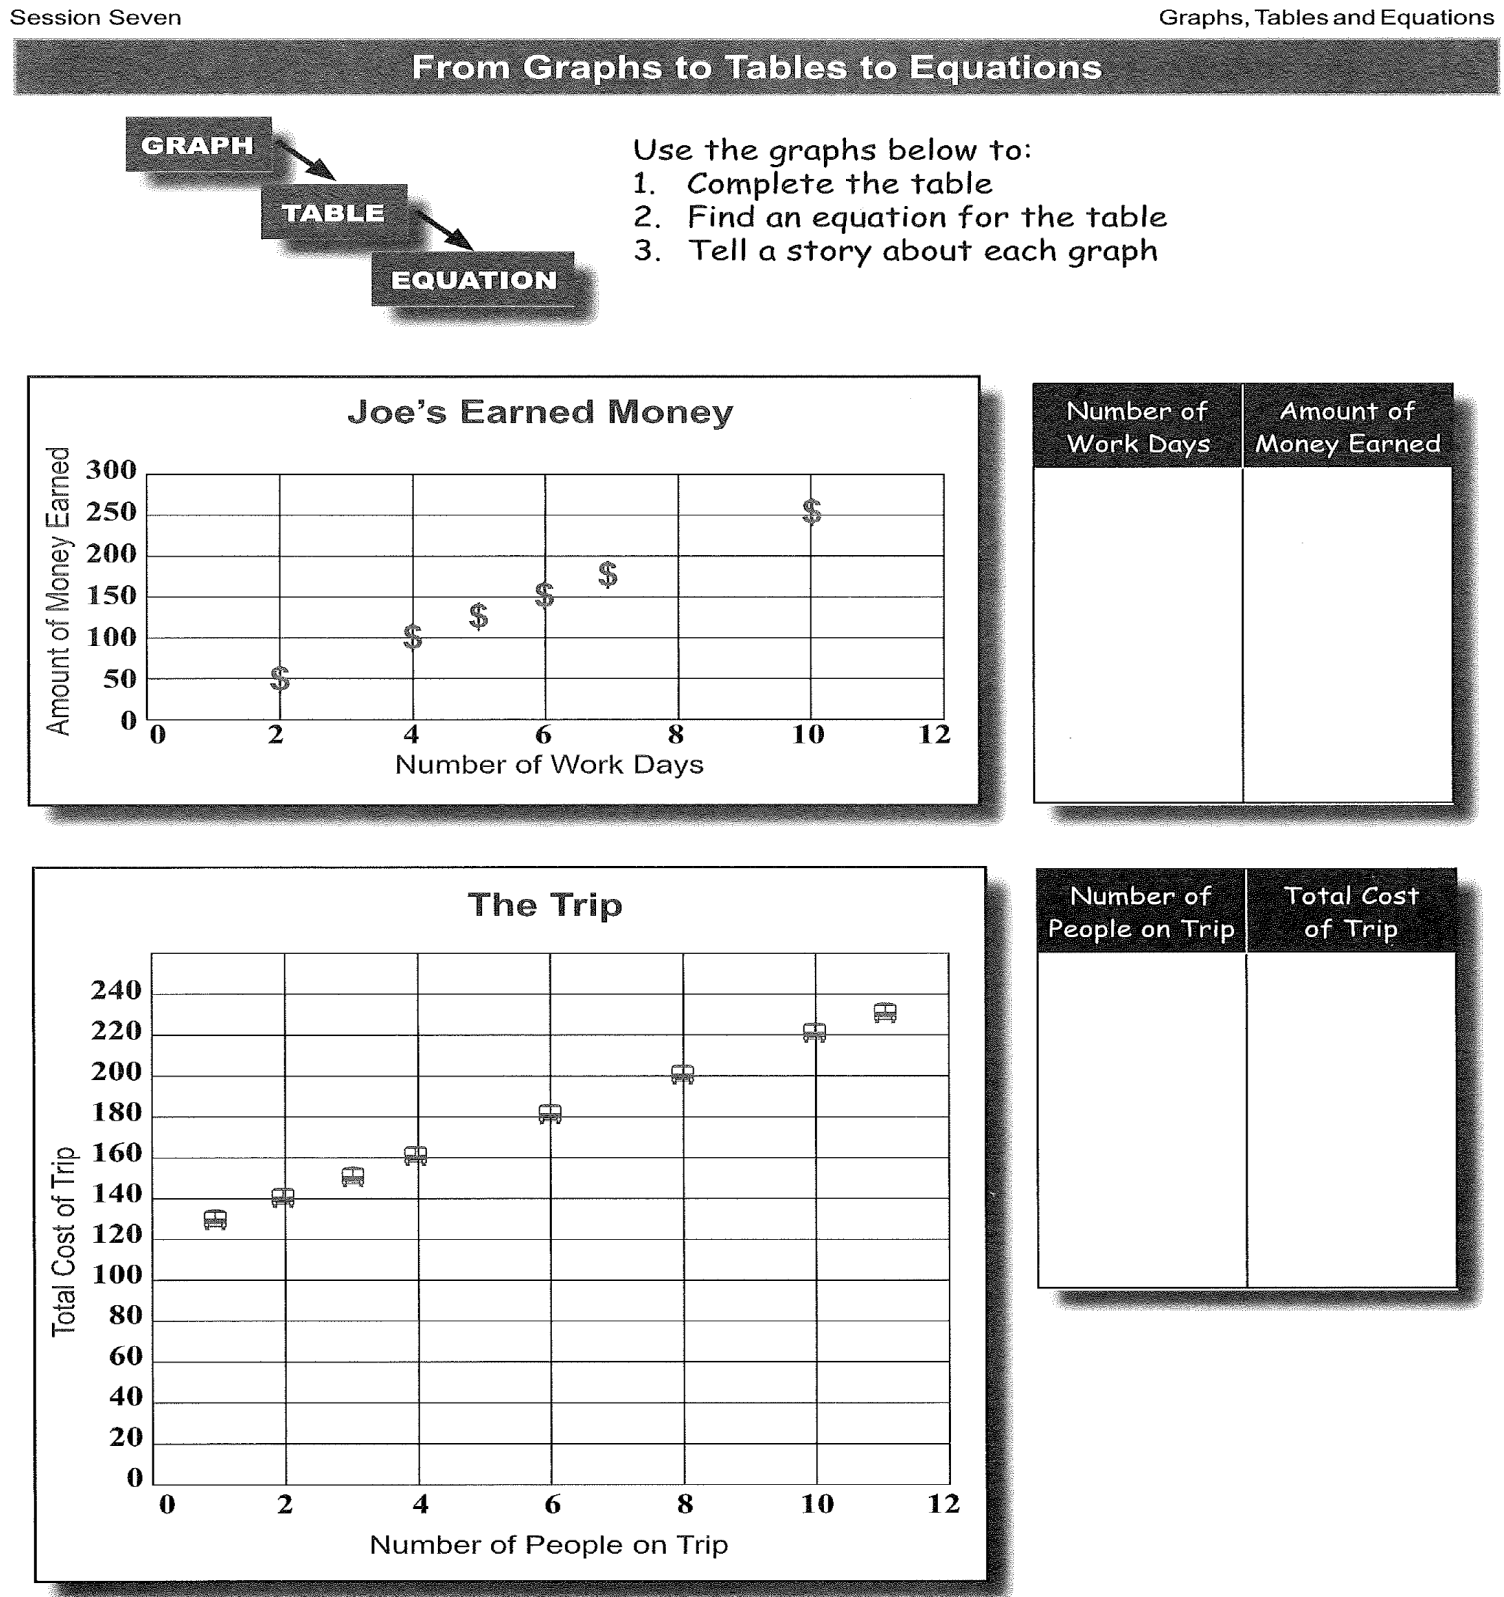 Session Seven
Graphs, Tables and Equations
From Graphs to Tables to Equations
GRAPH
TABLE
EQUATION
Use the graphs below to:
1. Complete the table
2. Find an equation for the table
3. Tell a story about each graph
Joe's Earned Money
Amount of Money Earned
300
250
200
150
100
50
0
$ $ $ $ $ $
0 2 4 6 8 10 12
Number of Work Days
Number of
Work Days
Amount of
Money Earned
The Trip
Total Cost of Trip
240
220
200
180
160
140
120
100
80
60
40
20
0
0 2 4 6 8 10 12
Number of People on Trip
Number of
People on Trip
Total Cost
of Trip